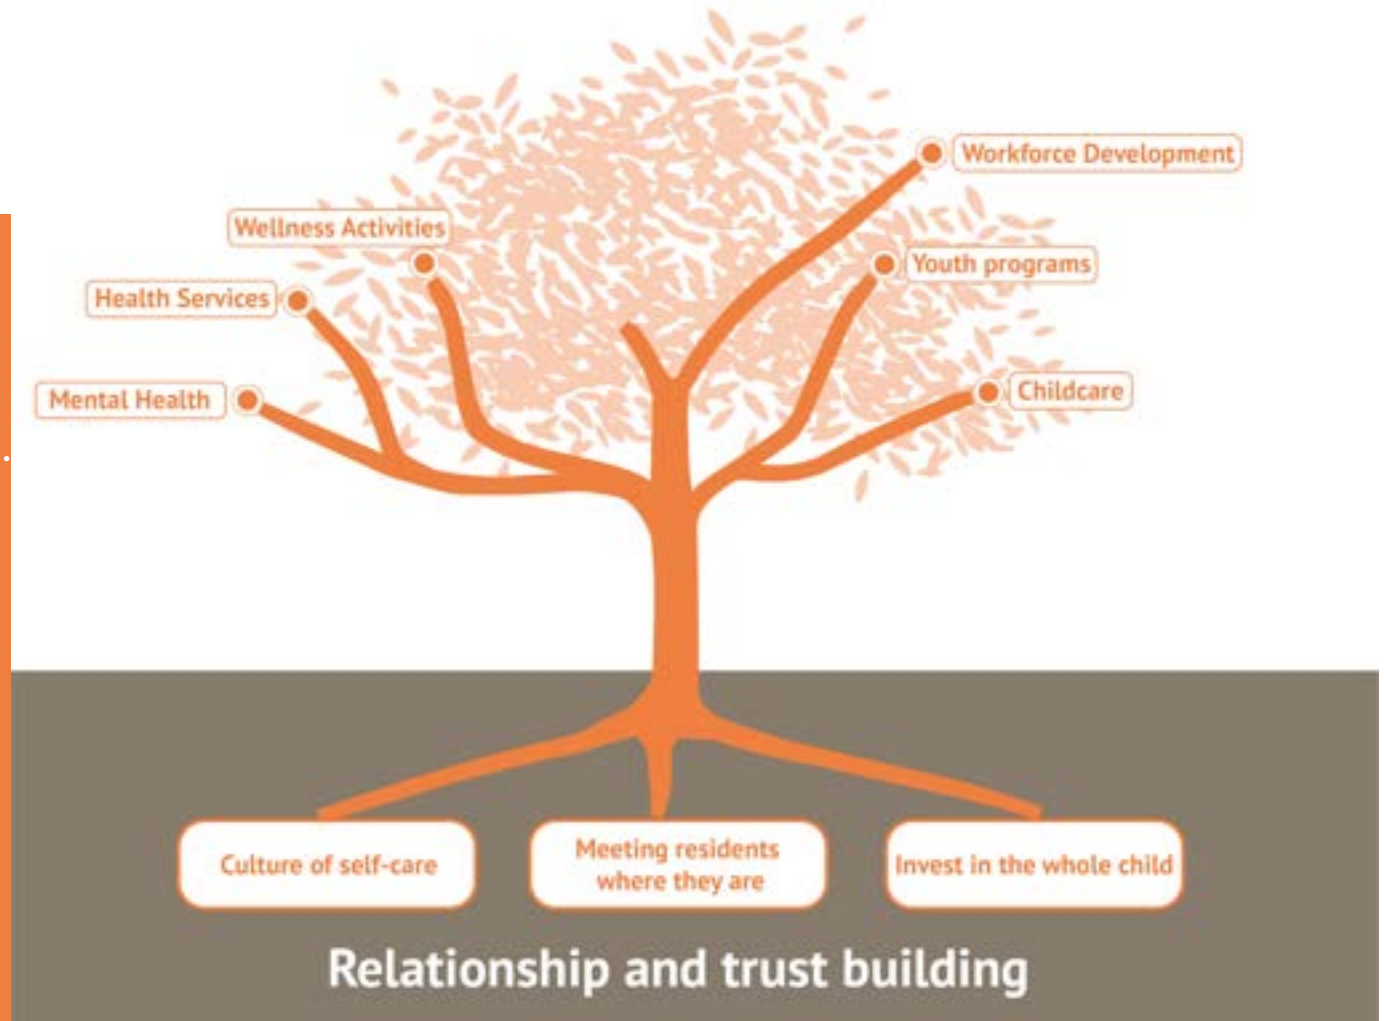 Workforce Development
Wellness Activities
Youth programs
Health Services
Mental Health
Childcare
Culture of self-care
Meeting residents
where they are
Invest in the whole child
Relationship and trust building